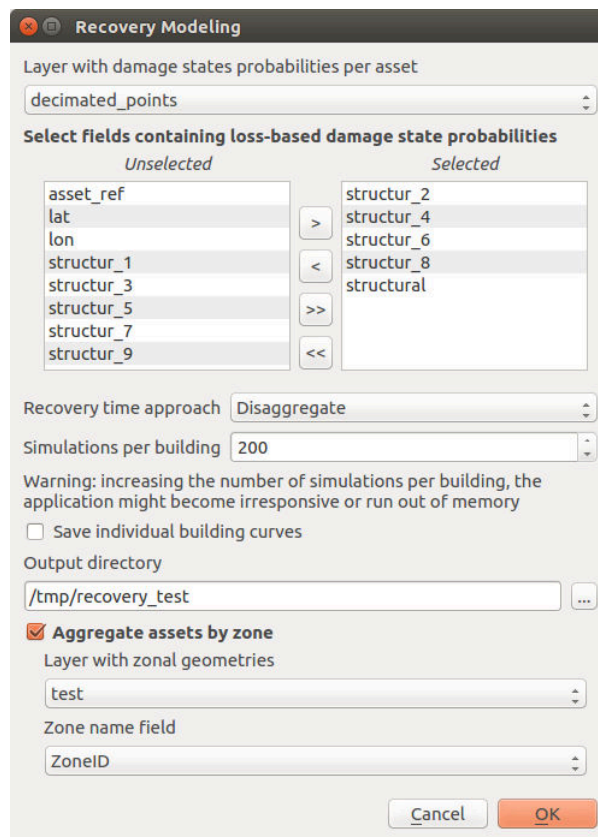 Recovery Modeling
Layer with damage states probabilities per asset
decimated_points
Select fields containing loss-based damage state probabilities
Unselected
Selected
asset_ref
lat
lon
structur_1
structur_3
structur_5
structur_7
structur_9
>
<
>>
<<
structur_2
structur_4
structur_6
structur_8
structural
Recovery time approach Disaggregate
Simulations per building 200
Warning: increasing the number of simulations per building, the
application might become irresponsive or run out of memory
Save individual building curves
Output directory
/tmp/recovery_test ...
Aggregate assets by zone
Layer with zonal geometries
test
Zone name field
ZoneID
Cancel OK